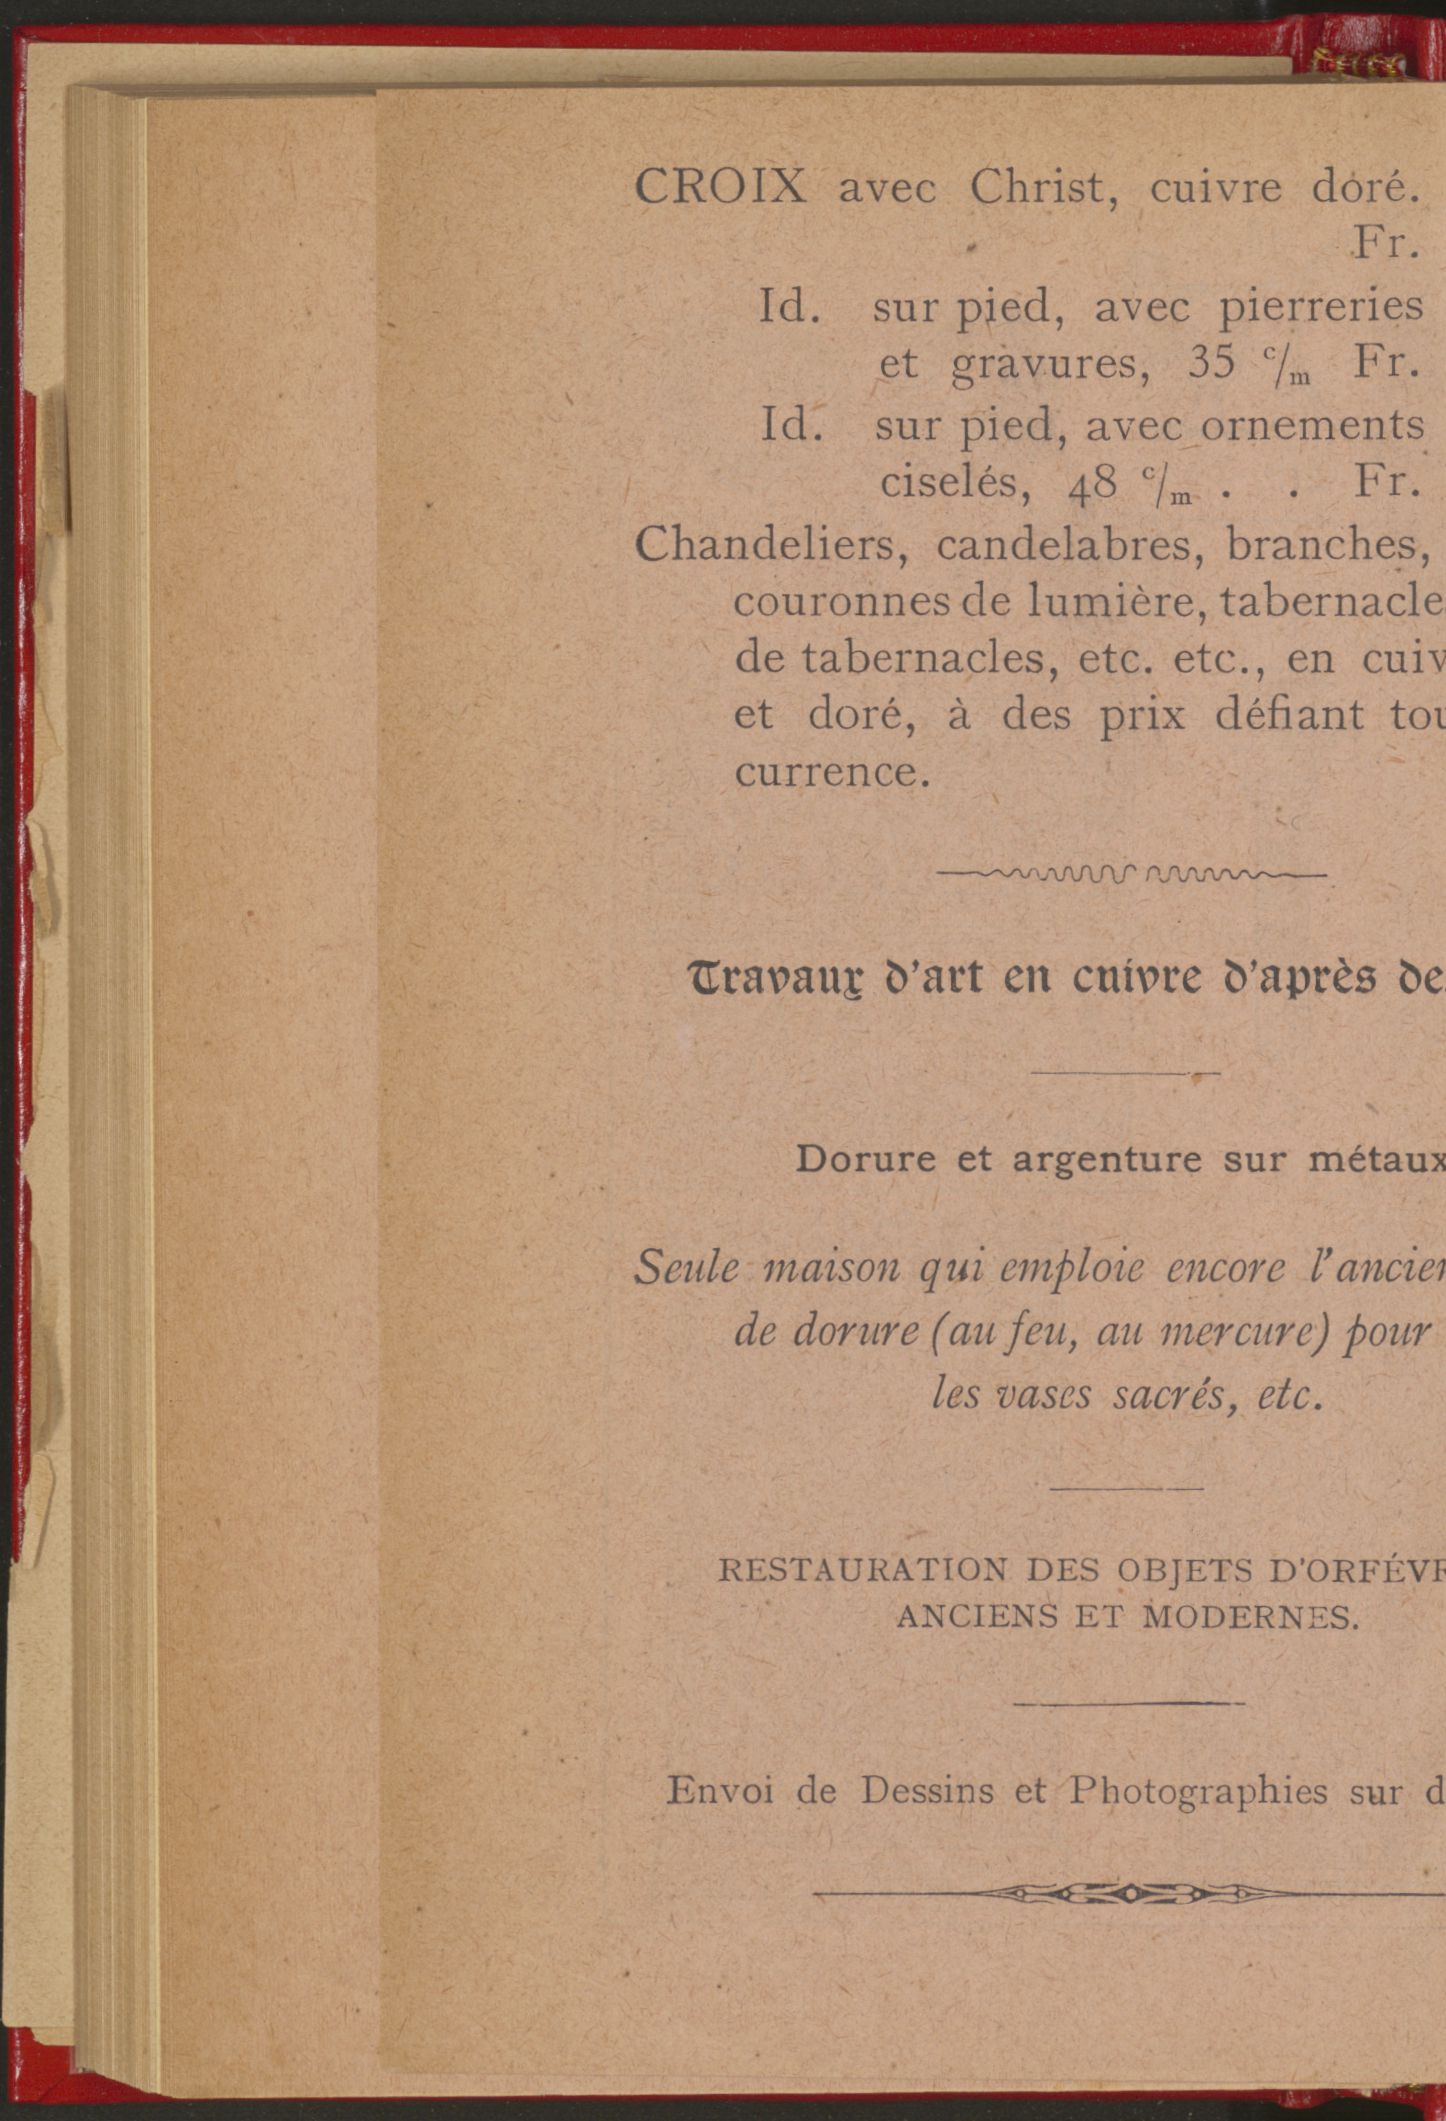 CROIX avec Christ, cuivre doré.
Fr.
Id. sur pied, avec pierreries
et gravures, 35 c/m Fr.
Id. sur pied, avec ornements
ciselés, 48 c/m . . Fr.
Chandeliers, candelabres, branches,
couronnes de lumière, tabernacle
de tabernacles, etc. etc., en cuiv
et doré, à des prix défiant tou
currence.
Travaux d'art en cuivre d'après de
Dorure et argenture sur métaux
Seule maison qui emploie encore l'ancien
de dorure (au feu, au mercure) pour
les vases sacrés, etc.
RESTAURATION DES OBJETS D'ORFÉVR
ANCIENS ET MODERNES.
Envoi de Dessins et Photographies sur d